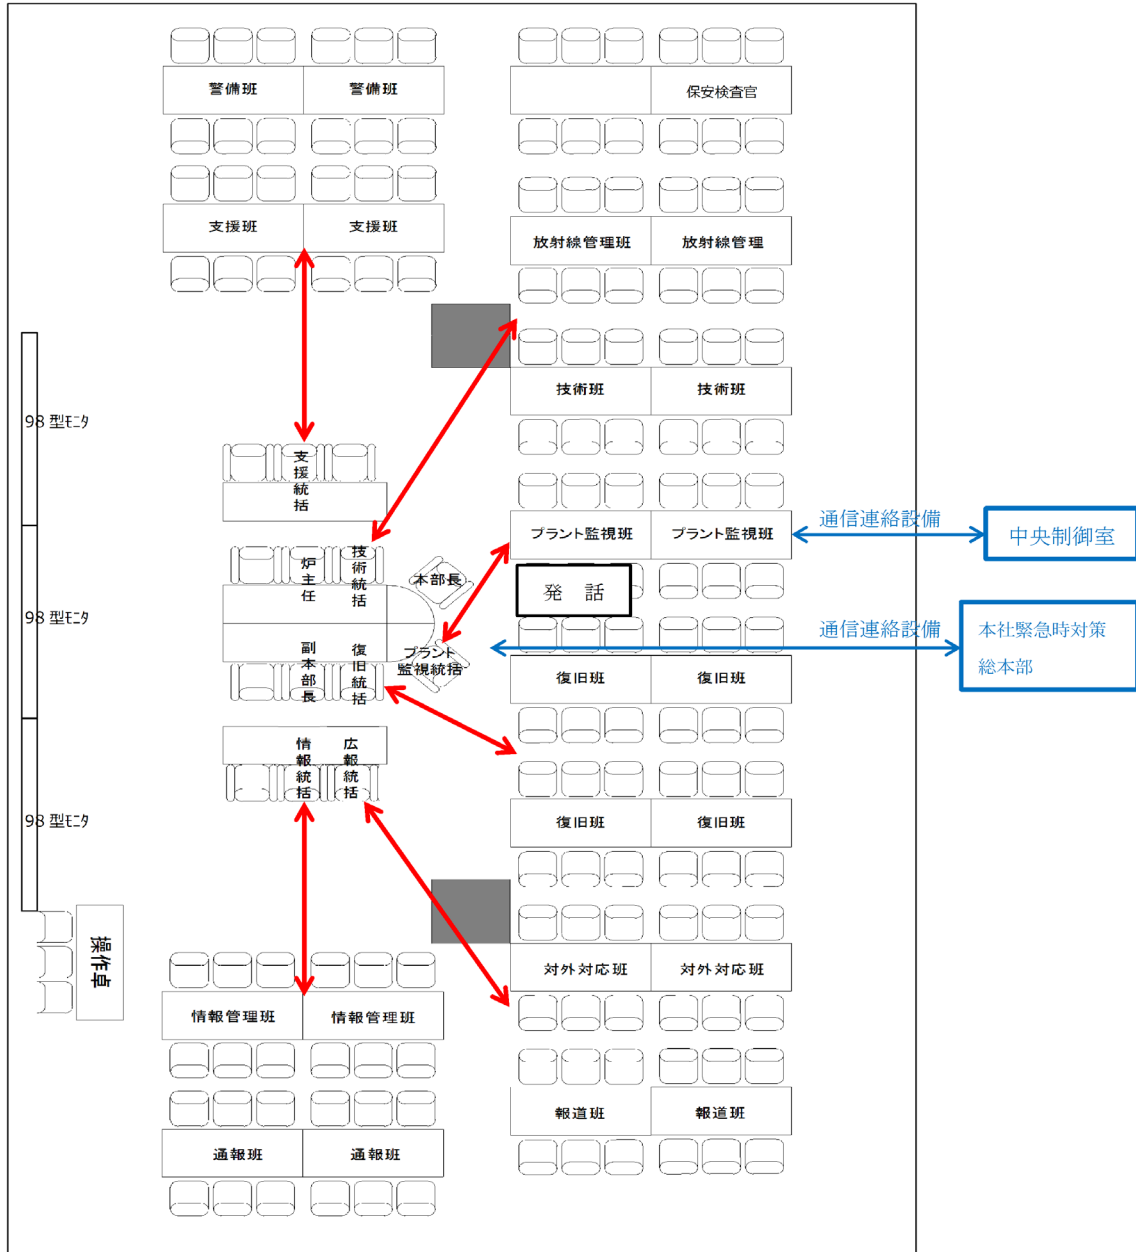 警備班 警備班
保安検査官
支援班 支援班
放射線管理班 放射線管理
98 型ﾓﾆﾀ
技術班 技術班
支援統括
プラント監視班 プラント監視班
通信連絡設備
中央制御室
炉主任
技術統括
本部長
発 話
98 型ﾓﾆﾀ
副本部長
復旧統括
プラント
監視統括
通信連絡設備
本社緊急時対策
総本部
復旧班 復旧班
情報統括
広報統括
98 型ﾓﾆﾀ
復旧班 復旧班
操作卓
対外対応班 対外対応班
情報管理班 情報管理班
報道班 報道班
通報班 通報班